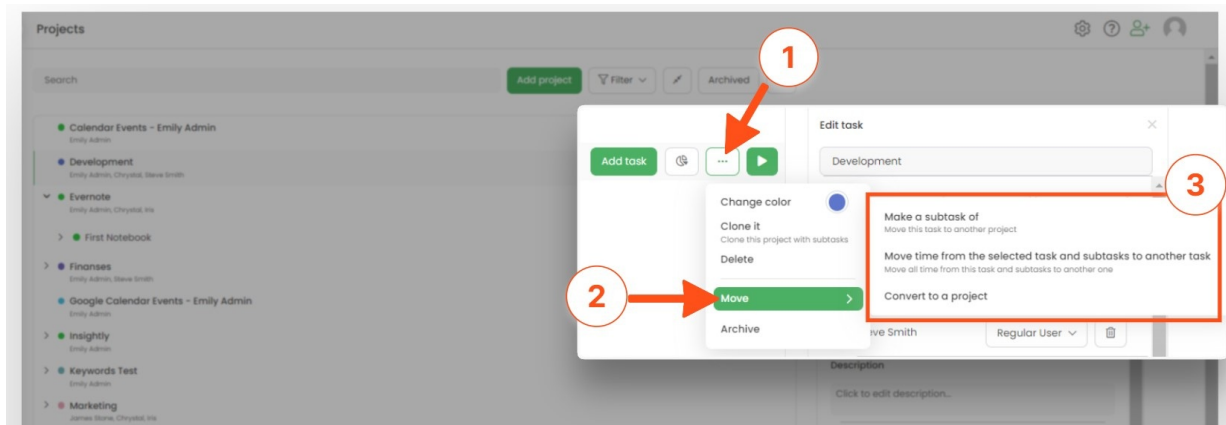 Projects
1
Search
Add project
Filter
Archived
Calendar Events - Emily Admin
Emily Admin
Edit task
Development
Emily Admin, Chrystal, Steve Smith
Add task
...
Development
Evernote
Emily Admin, Chrystal, Iris
3
Change color
Make a subtask of
Move this task to another project
First Notebook
Clone it
Clone this project with subtasks
Delete
Move time from the selected task and subtasks to another task
Move all time from this task and subtasks to another one
Finanses
Emily Admin, Steve Smith
2
Move
Convert to a project
Google Calendar Events - Emily Admin
Emily Admin
Archive
ve Smith
Regular User
Insightly
Emily Admin
Description
Keywords Test
Emily Admin
Click to edit description...
Marketing
James Stone, Chrystal, Iris